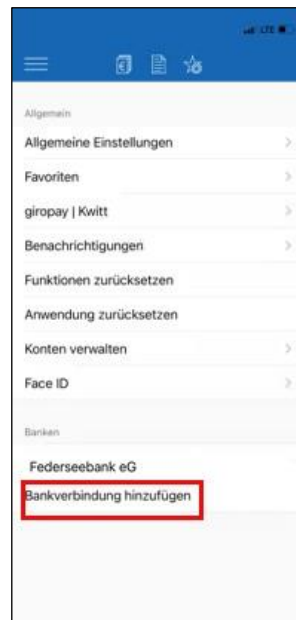 LTE
Allgemein
Allgemeine Einstellungen
Favoriten
giropay | Kwitt
Benachrichtigungen
Funktionen zurücksetzen
Anwendung zurücksetzen
Konten verwalten
Face ID
Banken
Federseebank eG
Bankverbindung hinzufügen